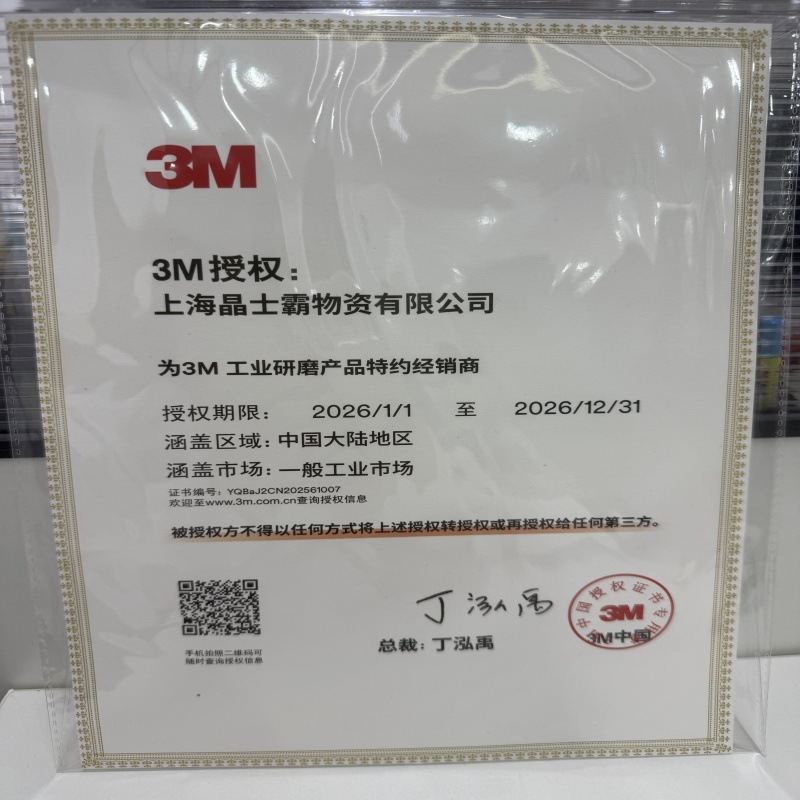 3M
3M授权：
上海晶士霸物资有限公司
为3M 工业研磨产品特约经销商
授权期限： 2026/1/1 至 2026/12/31
涵盖区域：中国大陆地区
涵盖市场：一般工业市场
证书编号：YQBaJ2CN202561007
欢迎至www.3m.com.cn查询授权信息
被授权方不得以任何方式将上述授权转授权或再授权给任何第三方。
手机拍照二维码可
随时查询授权信息
丁泓禹
总裁：丁泓禹
中国授权证书专用
3M
3M中国